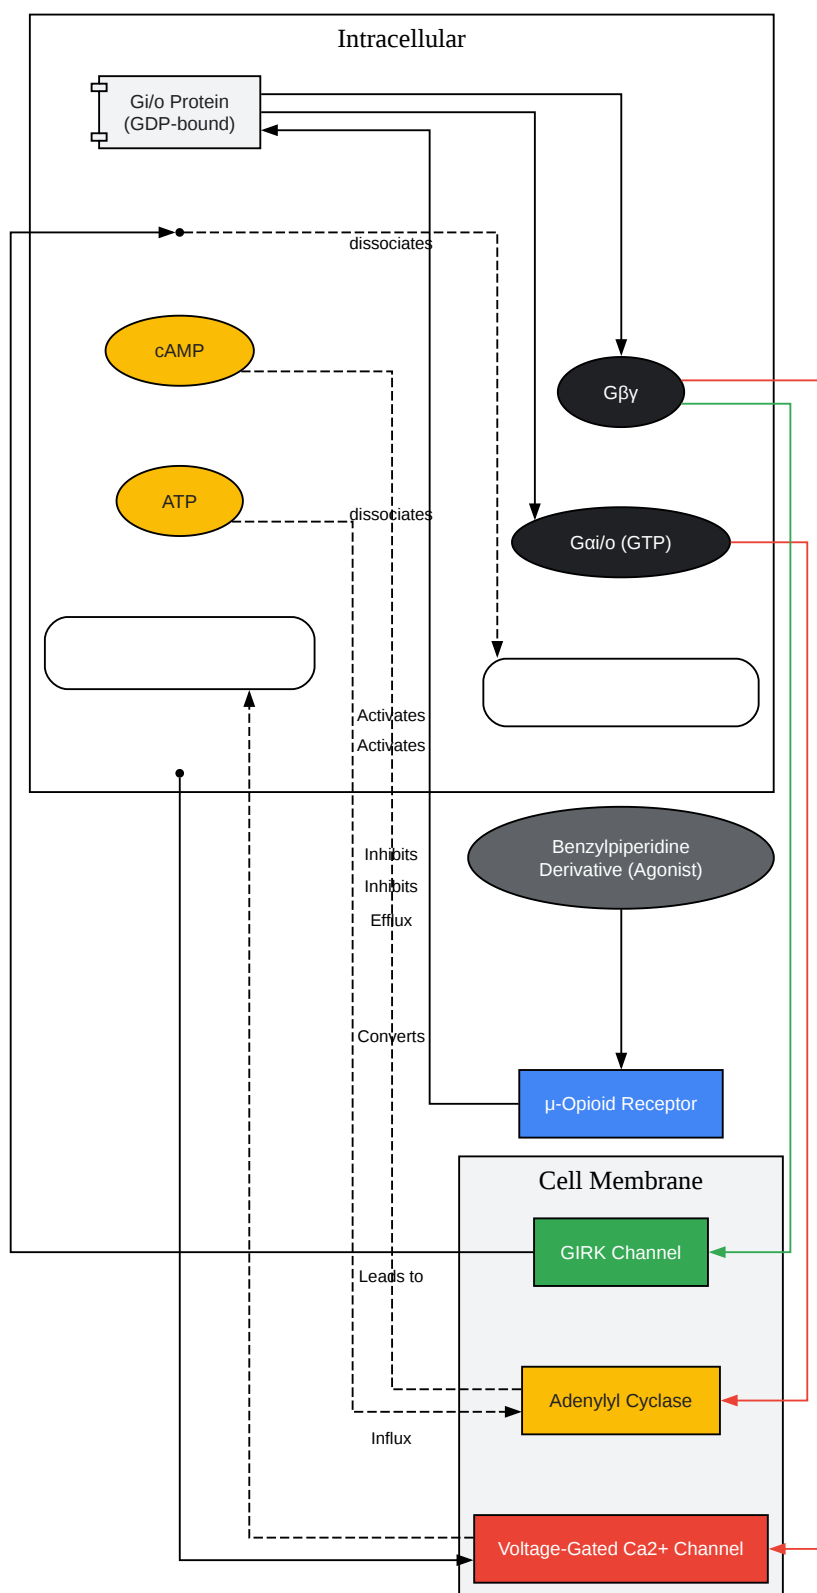 Intracellular
Gi/o Protein
(GDP-bound)
dissociates
cAMP
Gβγ
ATP
dissociates
Gαi/o (GTP)
Activates
Activates
Benzylpiperidine
Derivative (Agonist)
Inhibits
Inhibits
Efflux
Converts
μ-Opioid Receptor
Cell Membrane
GIRK Channel
Leads to
Adenylyl Cyclase
Influx
Voltage-Gated Ca2+ Channel